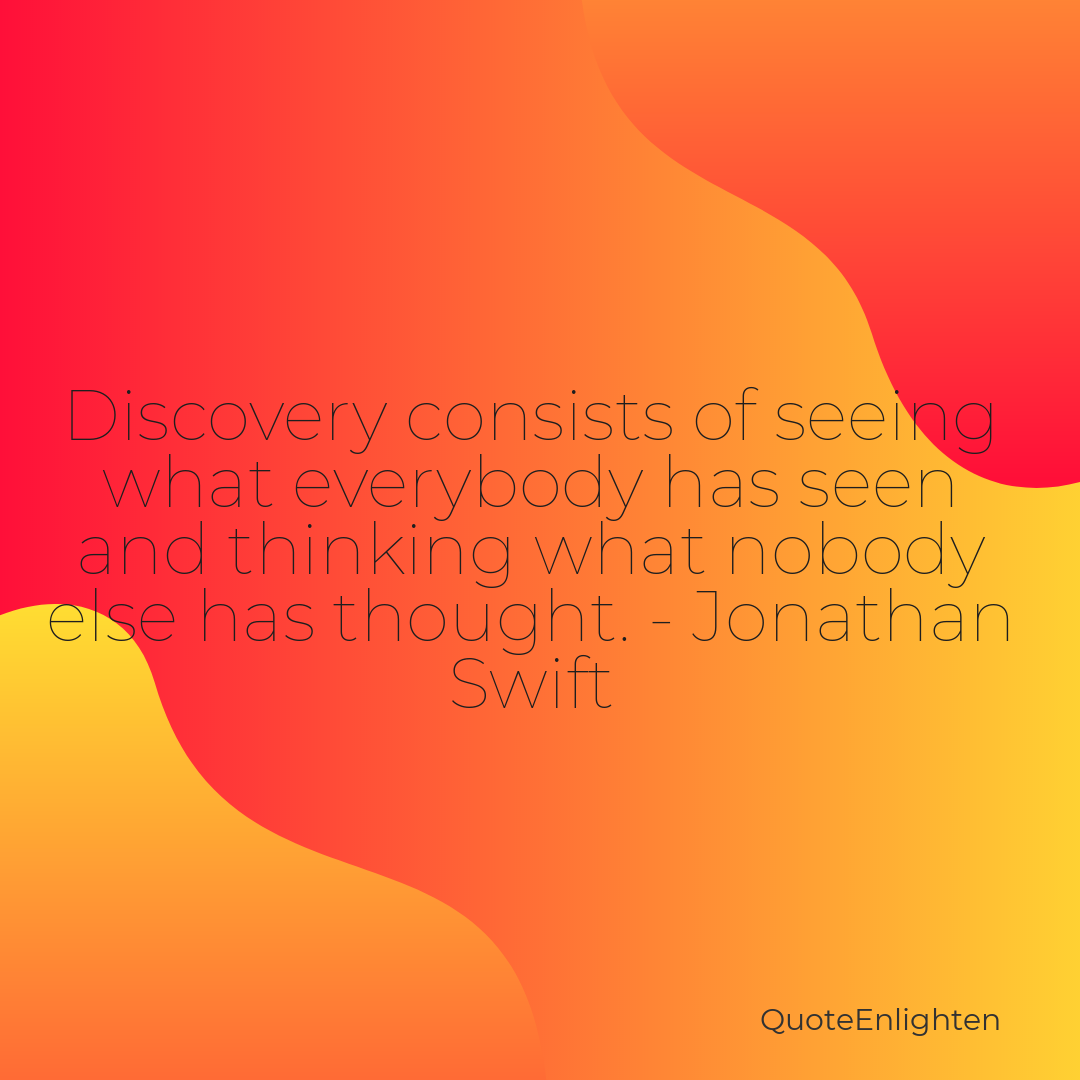 Discovery consists of seeing
what everybody has seen
and thinking what nobody
else has thought. - Jonathan
Swift
QuoteEnlighten